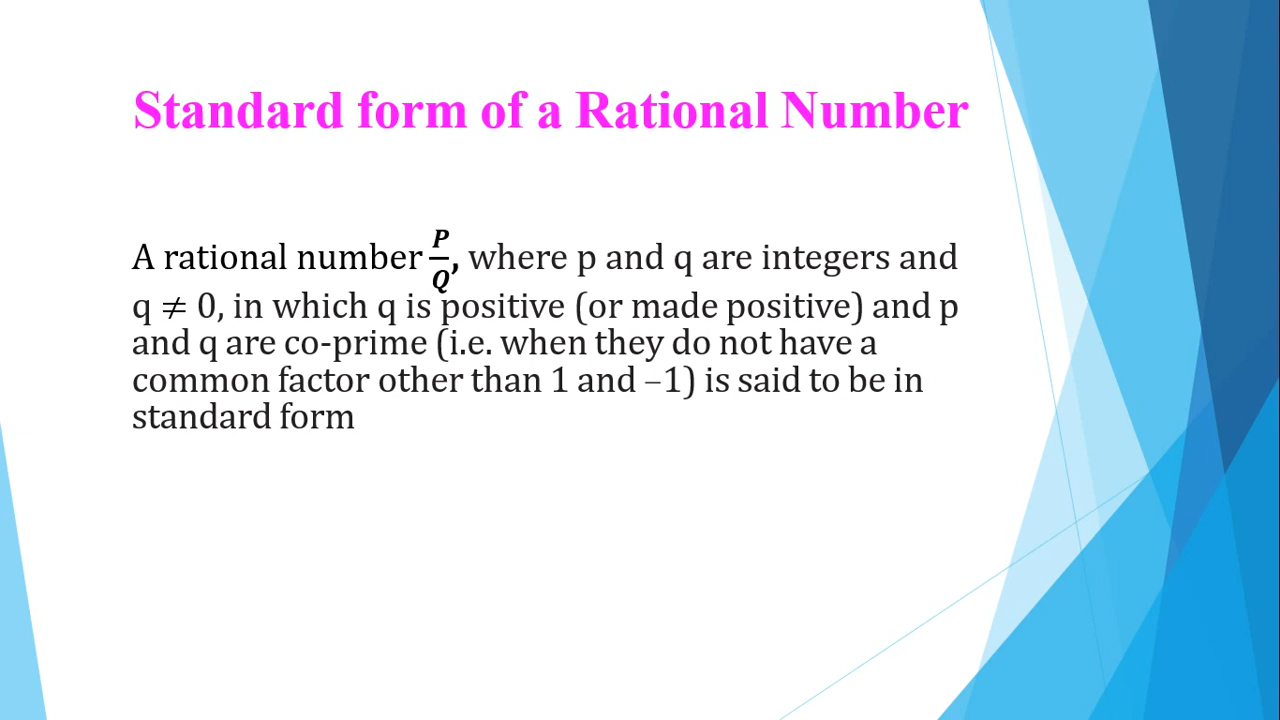 Standard form of a Rational Number
A rational number P/Q, where p and q are integers and
q ≠ 0, in which q is positive (or made positive) and p
and q are co-prime (i.e. when they do not have a
common factor other than 1 and –1) is said to be in
standard form